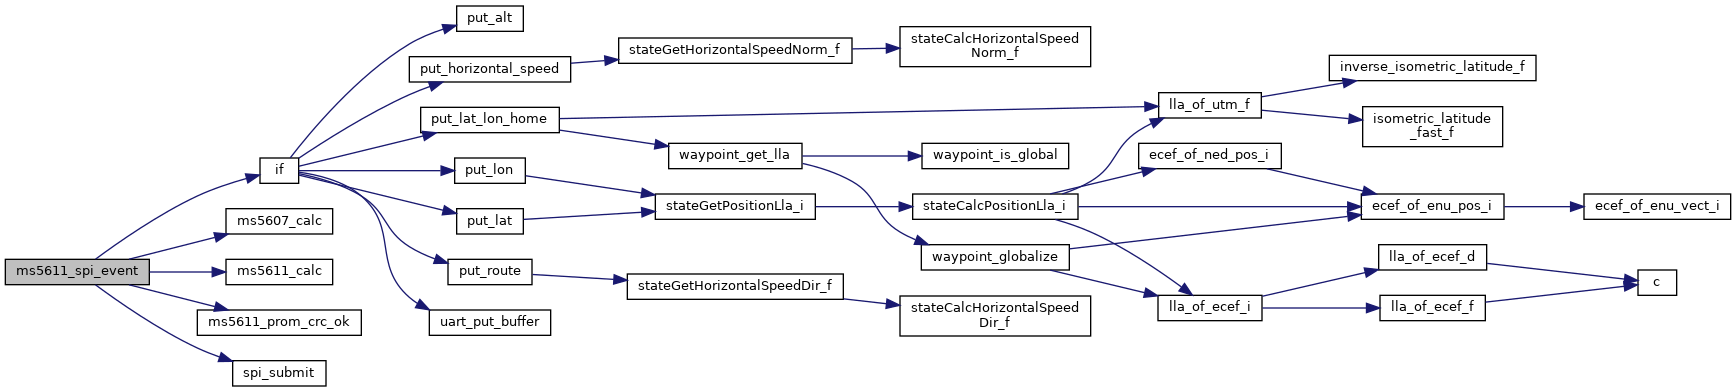 put_alt
stateGetHorizontalSpeedNorm_f
stateCalcHorizontalSpeed
Norm_f
put_horizontal_speed
inverse_isometric_latitude_f
lla_of_utm_f
put_lat_lon_home
isometric_latitude
_fast_f
waypoint_get_lla
waypoint_is_global
ecef_of_ned_pos_i
if
put_lon
stateGetPositionLla_i
stateCalcPositionLla_i
ecef_of_enu_pos_i
ecef_of_enu_vect_i
ms5607_calc
put_lat
waypoint_globalize
lla_of_ecef_d
ms5611_spi_event
ms5611_calc
put_route
stateGetHorizontalSpeedDir_f
c
stateCalcHorizontalSpeed
Dir_f
lla_of_ecef_i
lla_of_ecef_f
ms5611_prom_crc_ok
uart_put_buffer
spi_submit